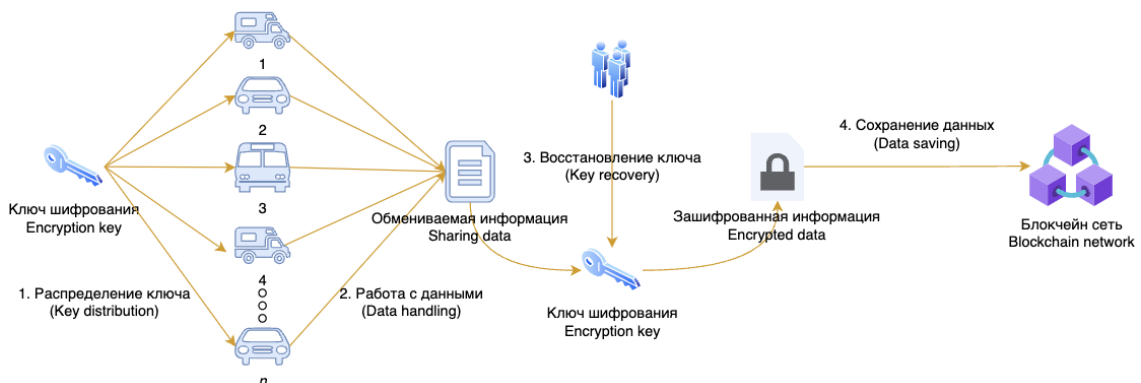 Ключ шифрования
Encryption key
1. Распределение ключа
(Key distribution)
1
2
3
4
n
2. Работа с данными
(Data handling)
Обмениваемая информация
Sharing data
3. Восстановление ключа
(Key recovery)
Ключ шифрования
Encryption key
Зашифрованная информация
Encrypted data
4. Сохранение данных
(Data saving)
Блокчейн сеть
Blockchain network